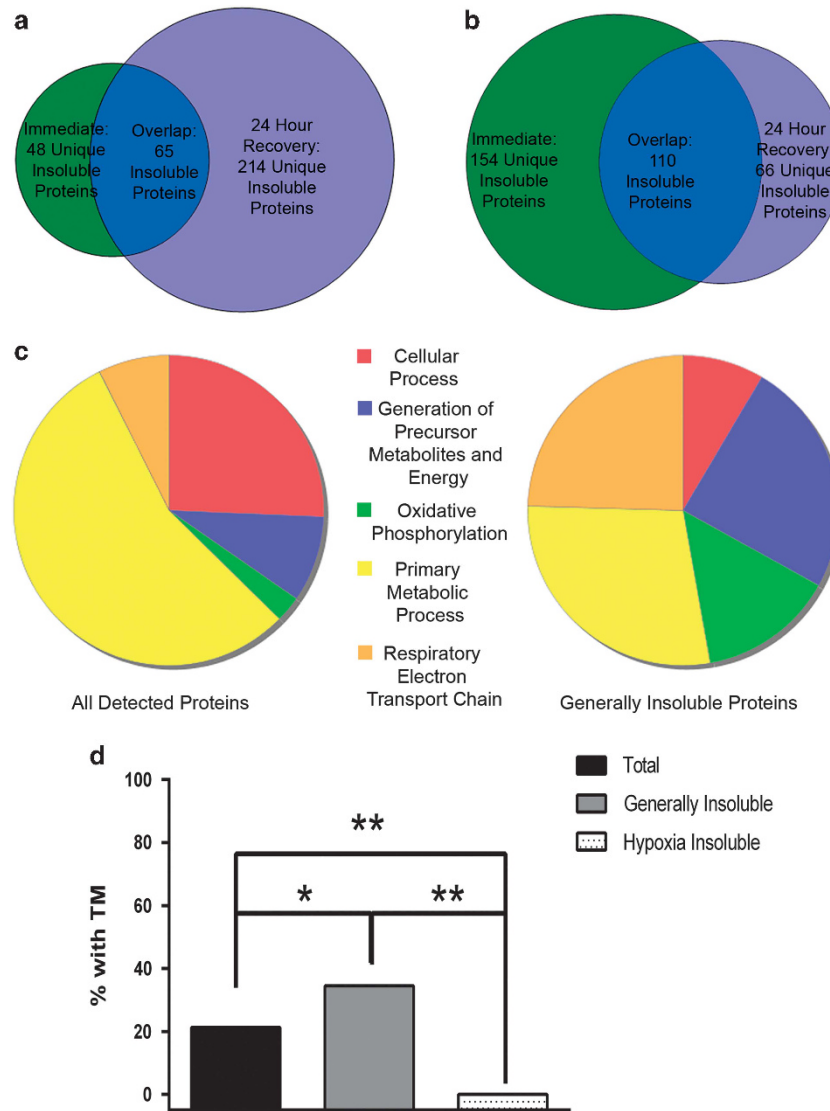 a
Immediate:
48 Unique
Insoluble
Proteins
Overlap:
65
Insoluble
Proteins
24 Hour
Recovery:
214 Unique
Insoluble
Proteins
b
Immediate:
154 Unique
Insoluble
Proteins
Overlap:
110
Insoluble
Proteins
24 Hour
Recovery:
66 Unique
Insoluble
Proteins
c
Cellular
Process
Generation of
Precursor
Metabolites and
Energy
Oxidative
Phosphorylation
Primary
Metabolic
Process
Respiratory
Electron
Transport Chain
All Detected Proteins
Generally Insoluble Proteins
d
% with TM
100
80
60
40
20
0
**
*
**
Total
Generally Insoluble
Hypoxia Insoluble